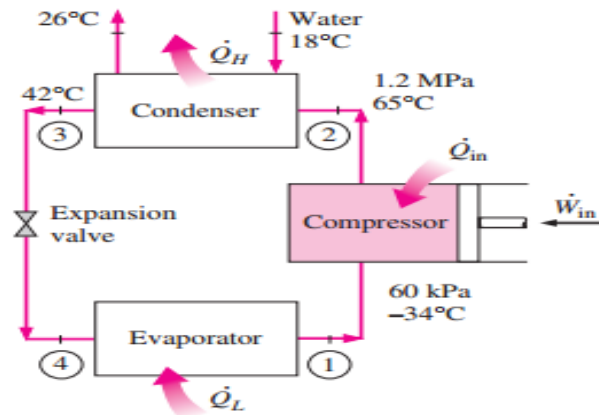 26°C
Water
18°C
Q̇H
42°C
Condenser
1.2 MPa
65°C
3
2
Q̇in
Expansion
valve
Compressor
Ẇin
60 kPa
−34°C
Evaporator
4
1
Q̇L